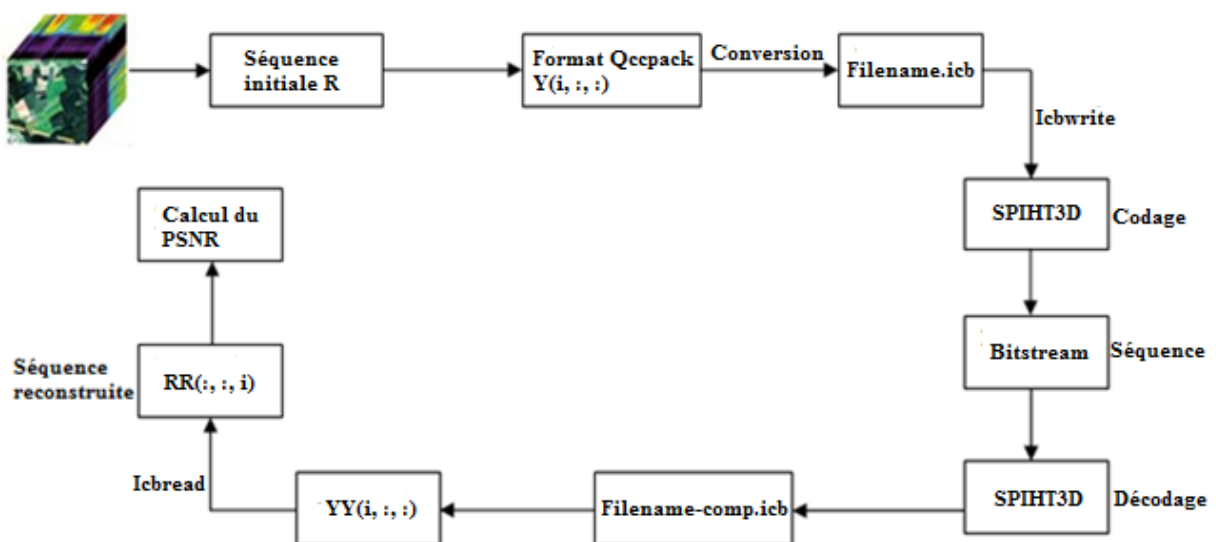 Séquence
initiale R
Format Qccpack
Y(i, :, :)
Conversion
Filename.icb
Icbwrite
SPIHT3D
Codage
Bitstream
Séquence
SPIHT3D
Décodage
Filename-comp.icb
YY(i, :, :)
Icbread
Séquence
reconstruite
RR(:, :, i)
Calcul du
PSNR